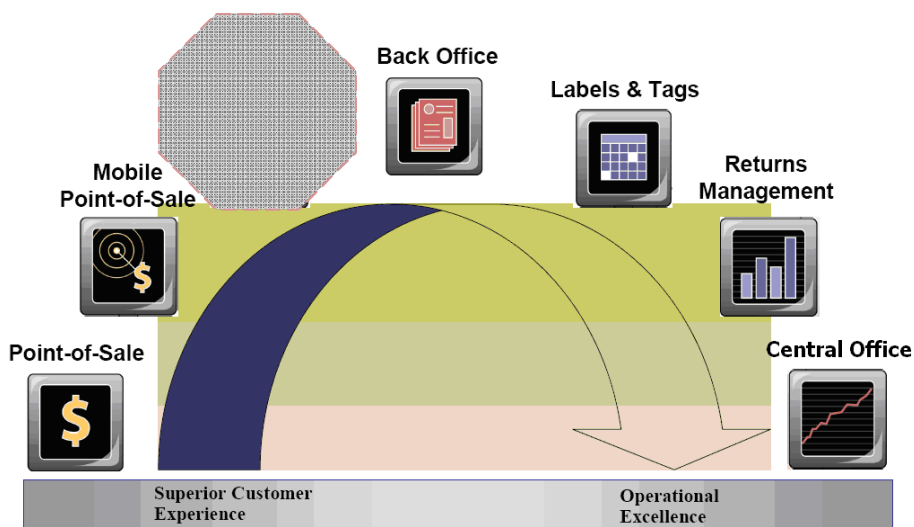 Back Office
Labels & Tags
Mobile
Point-of-Sale
Returns
Management
Point-of-Sale
Central Office
$
$
Superior Customer
Experience
Operational
Excellence